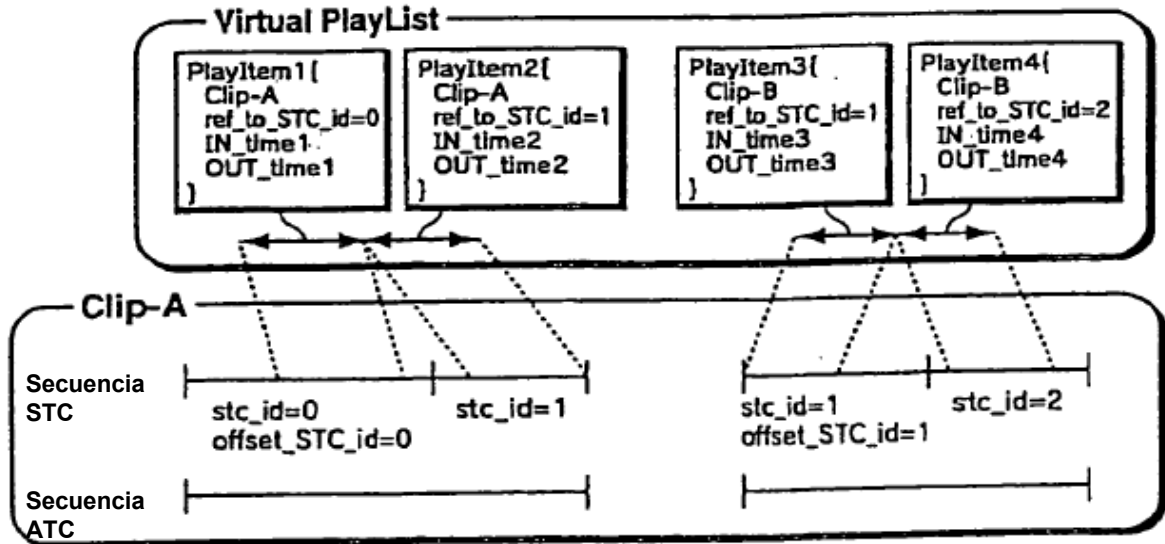 Virtual PlayList
PlayItem1{
Clip-A
ref_to_STC_id=0
IN_time1
OUT_time1
}
PlayItem2{
Clip-A
ref_to_STC_id=1
IN_time2
OUT_time2
}
PlayItem3{
Clip-B
ref_to_STC_id=1
IN_time3
OUT_time3
}
PlayItem4{
Clip-B
ref_to_STC_id=2
IN_time4
OUT_time4
}
Clip-A
Secuencia
STC
stc_id=0
offset_STC_id=0
stc_id=1
stc_id=1
offset_STC_id=1
stc_id=2
Secuencia
ATC